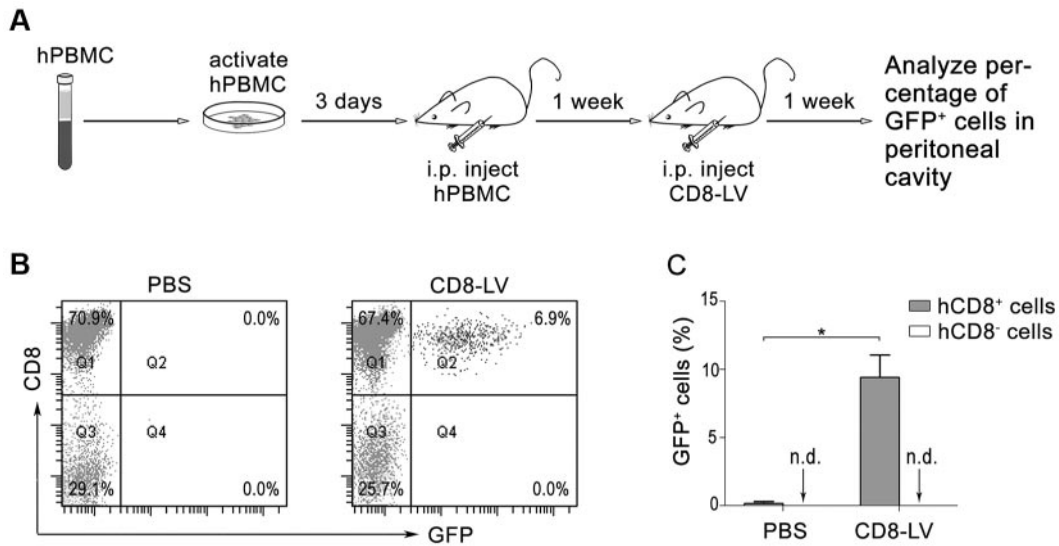 A
hPBMC
activate
hPBMC
3 days
i.p. inject
hPBMC
1 week
i.p. inject
CD8-LV
1 week
Analyze per-
centage of
GFP⁺ cells in
peritoneal
cavity
B
PBS
CD8-LV
CD8
70.9%
0.0%
Q1
Q2
Q3
Q4
29.1%
0.0%
67.4%
6.9%
Q1
Q2
Q3
Q4
25.7%
0.0%
GFP
C
GFP⁺ cells (%)
15
10
5
0
*
n.d.
n.d.
PBS
CD8-LV
hCD8⁺ cells
hCD8⁻ cells